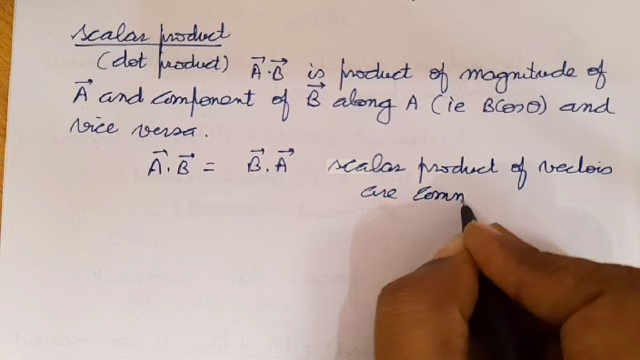 scalar product
(dot product) A⃗·B⃗ is product of magnitude of
A⃗ and component of B⃗ along A (ie BCosθ) and
vice versa.
A⃗.B⃗ = B⃗.A⃗ scalar product of vectors
are comm